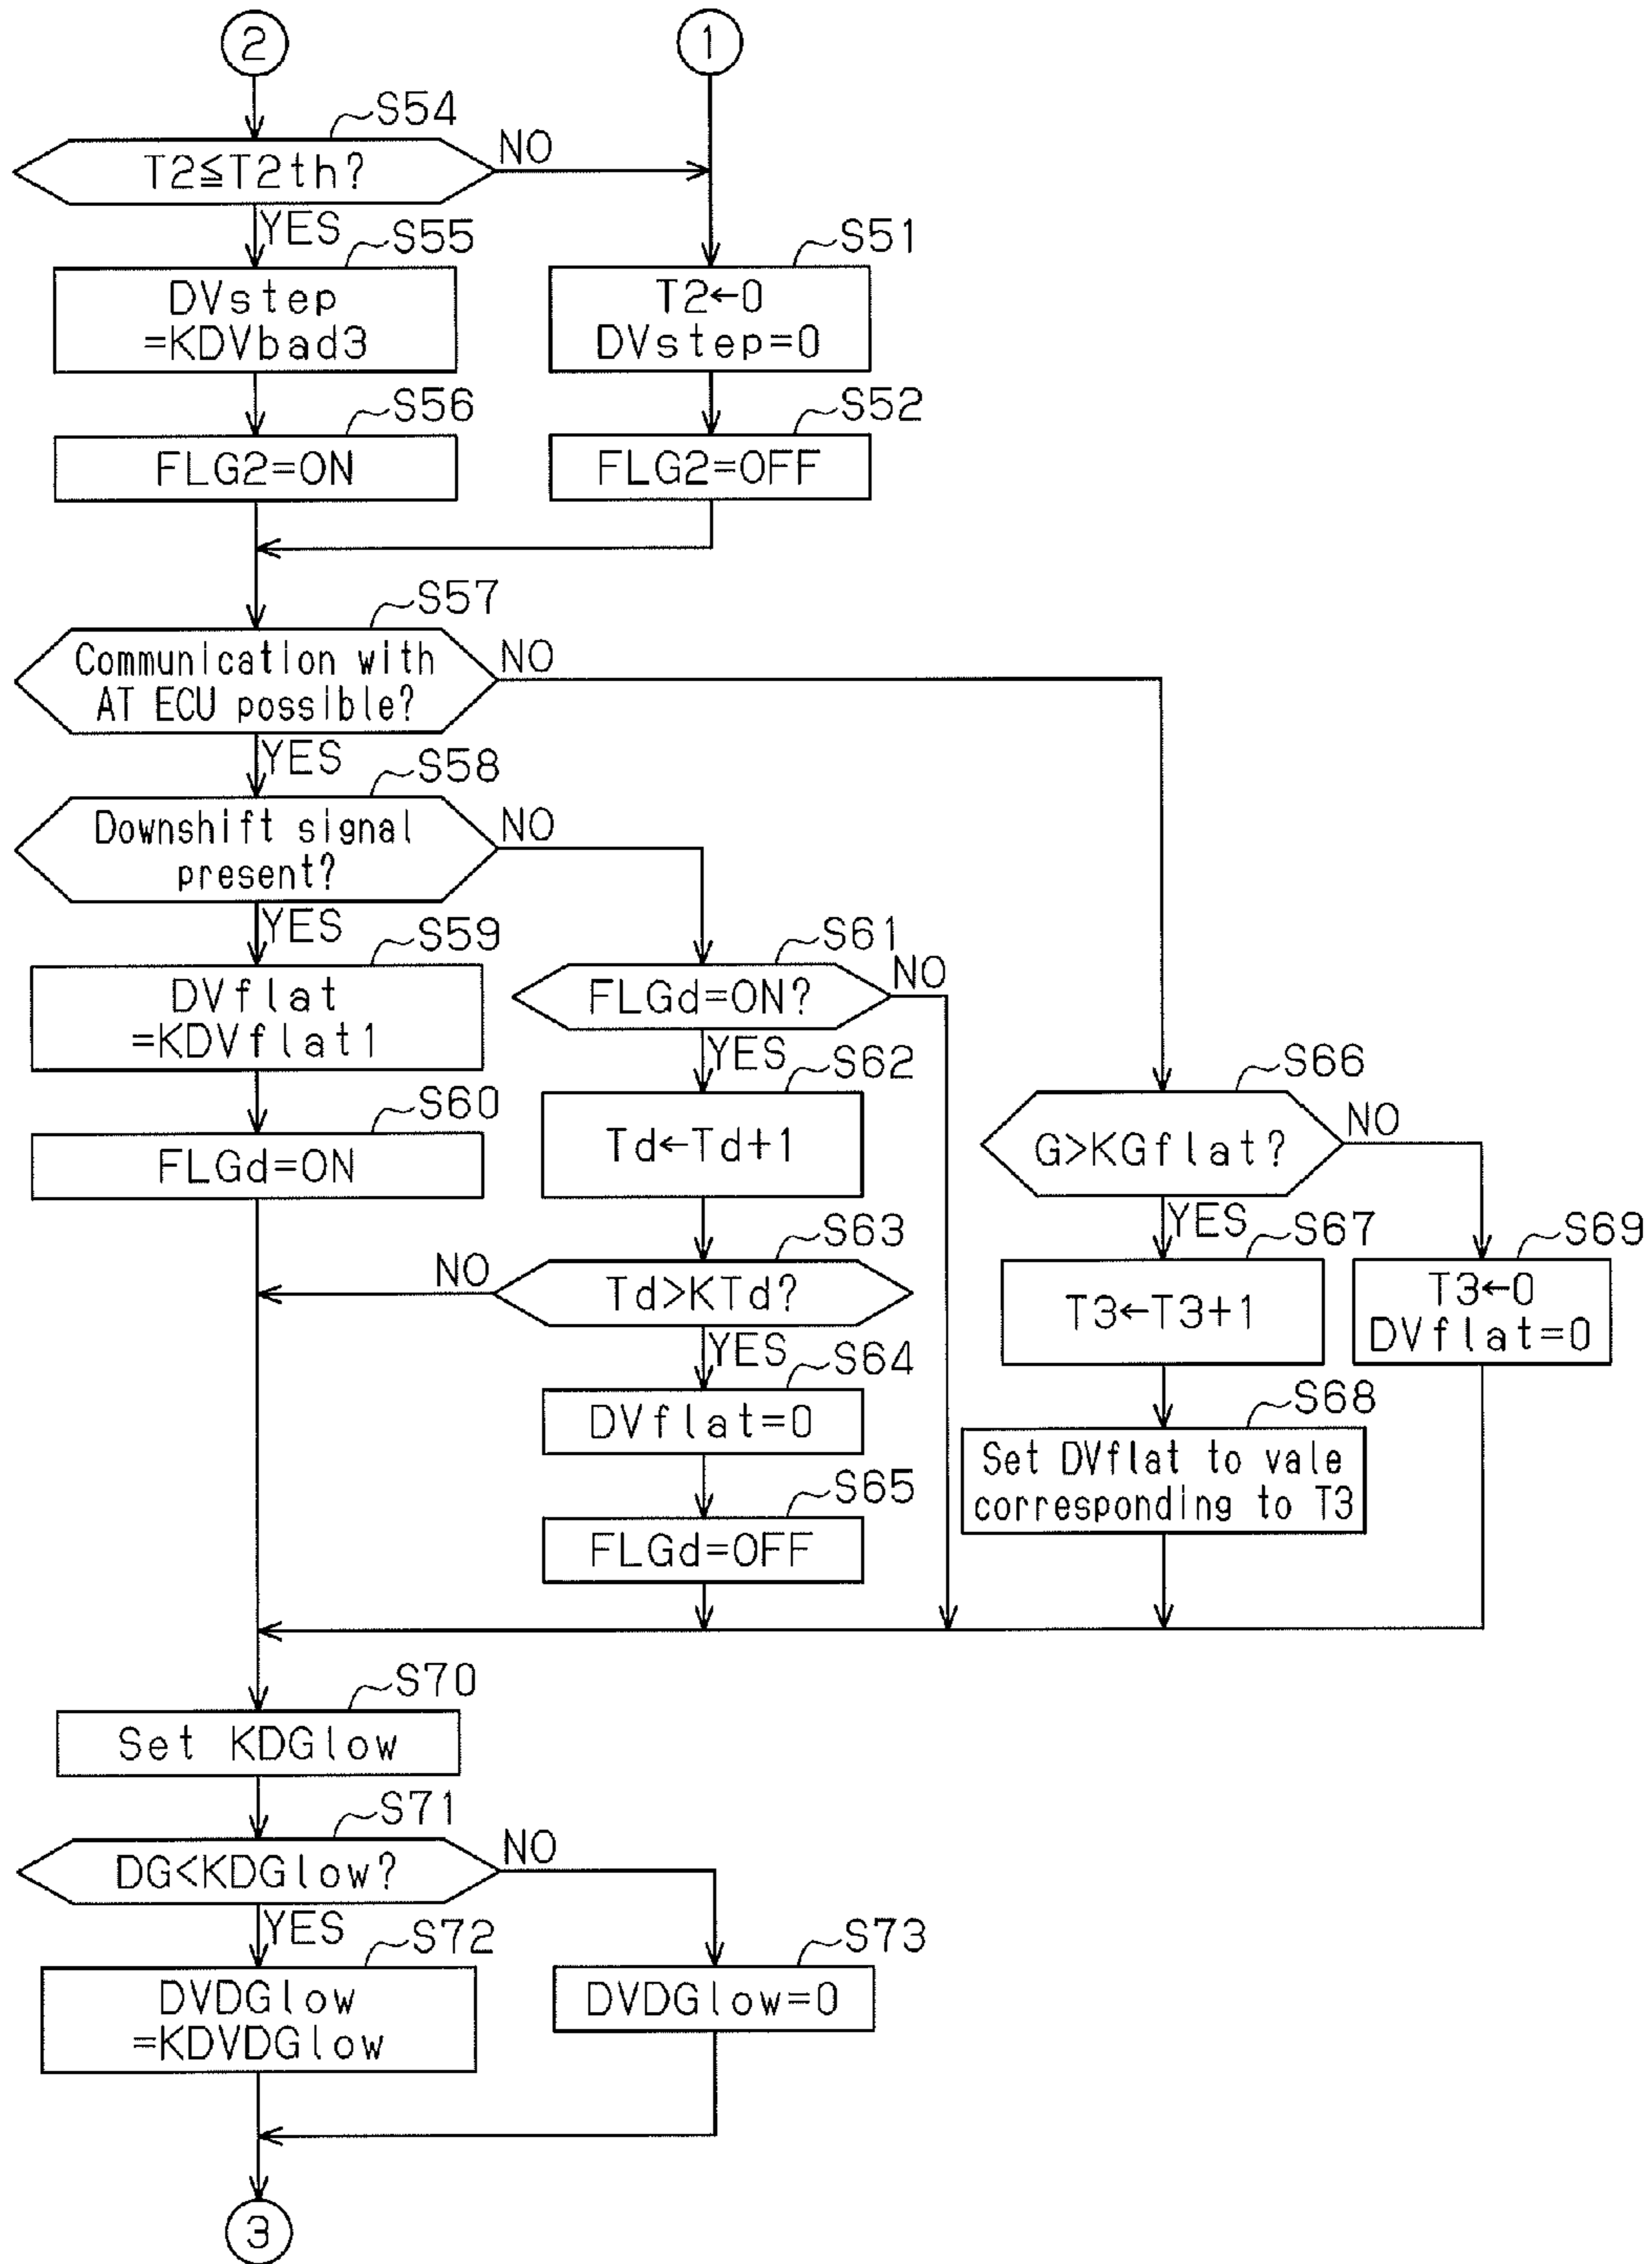 2
1
S54
T2≦T2th?
NO
YES
S55
DVstep
=KDVbad3
S51
T2←0
DVstep=0
S56
FLG2=ON
S52
FLG2=OFF
S57
Communication with
AT ECU possible?
NO
YES
S58
Downshift signal
present?
NO
YES
S59
DVflat
=KDVflat1
S60
FLGd=ON
S61
FLGd=ON?
NO
YES
S62
Td←Td+1
S63
Td>KTd?
NO
YES
S64
DVflat=0
S65
FLGd=OFF
S66
G>KGflat?
NO
YES
S67
T3←T3+1
S68
Set DVflat to vale
corresponding to T3
S69
T3←0
DVflat=0
S70
Set KDGlow
S71
DG<KDGlow?
NO
YES
S72
DVDGlow
=KDVDGlow
S73
DVDGlow=0
3